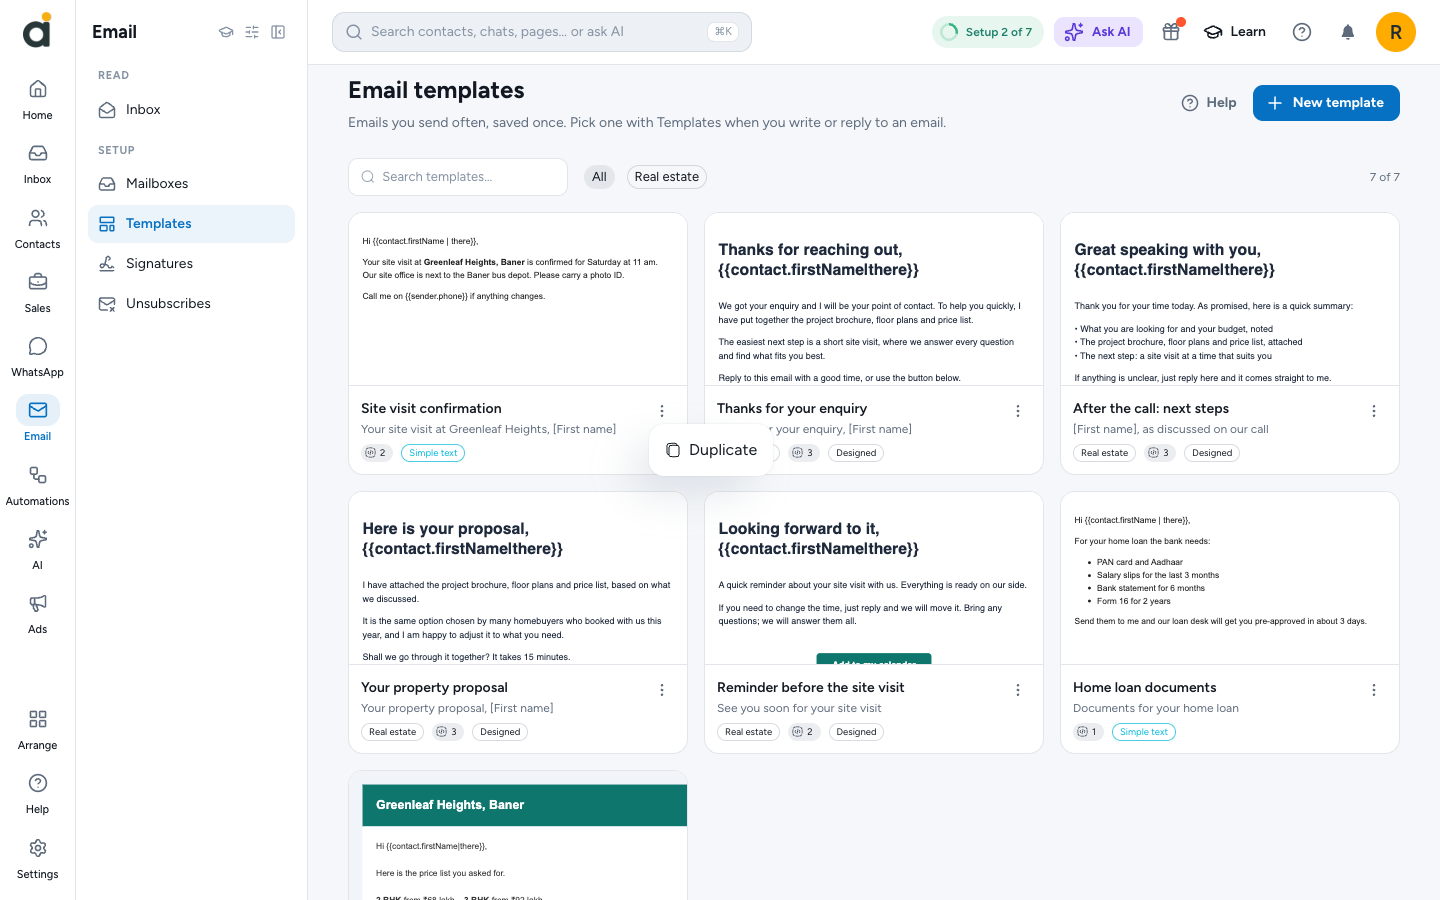 Email
Search contacts, chats, pages... or ask AI
⌘K
Setup 2 of 7
Ask AI
Learn
R
Home
Inbox
Contacts
Sales
WhatsApp
Email
Automations
AI
Ads
Arrange
Help
Settings
READ
Inbox
SETUP
Mailboxes
Templates
Signatures
Unsubscribes
Email templates
Emails you send often, saved once. Pick one with Templates when you write or reply to an email.
Help
New template
Search templates...
All
Real estate
7 of 7
Hi {{contact.firstName | there}},
Your site visit at Greenleaf Heights, Baner is confirmed for Saturday at 11 am.
Our site office is next to the Baner bus depot. Please carry a photo ID.
Call me on {{sender.phone}} if anything changes.
Site visit confirmation
Your site visit at Greenleaf Heights, [First name]
2
Simple text
Duplicate
Thanks for reaching out,
{{contact.firstName|there}}
We got your enquiry and I will be your point of contact. To help you quickly, I
have put together the project brochure, floor plans and price list.
The easiest next step is a short site visit, where we answer every question
and find what fits you best.
Reply to this email with a good time, or use the button below.
Thanks for your enquiry
your enquiry, [First name]
3
Designed
Great speaking with you,
{{contact.firstName|there}}
Thank you for your time today. As promised, here is a quick summary:
• What you are looking for and your budget, noted
• The project brochure, floor plans and price list, attached
• The next step: a site visit at a time that suits you
If anything is unclear, just reply here and it comes straight to me.
After the call: next steps
[First name], as discussed on our call
Real estate
3
Designed
Here is your proposal,
{{contact.firstName|there}}
I have attached the project brochure, floor plans and price list, based on what
we discussed.
It is the same option chosen by many homebuyers who booked with us this
year, and I am happy to adjust it to what you need.
Shall we go through it together? It takes 15 minutes.
Your property proposal
Your property proposal, [First name]
Real estate
3
Designed
Looking forward to it,
{{contact.firstName|there}}
A quick reminder about your site visit with us. Everything is ready on our side.
If you need to change the time, just reply and we will move it. Bring any
questions; we will answer them all.
Reminder before the site visit
See you soon for your site visit
Real estate
2
Designed
Hi {{contact.firstName | there}},
For your home loan the bank needs:
• PAN card and Aadhaar
• Salary slips for the last 3 months
• Bank statement for 6 months
• Form 16 for 2 years
Send them to me and our loan desk will get you pre-approved in about 3 days.
Home loan documents
Documents for your home loan
1
Simple text
Greenleaf Heights, Baner
Hi {{contact.firstName|there}},
Here is the price list you asked for.